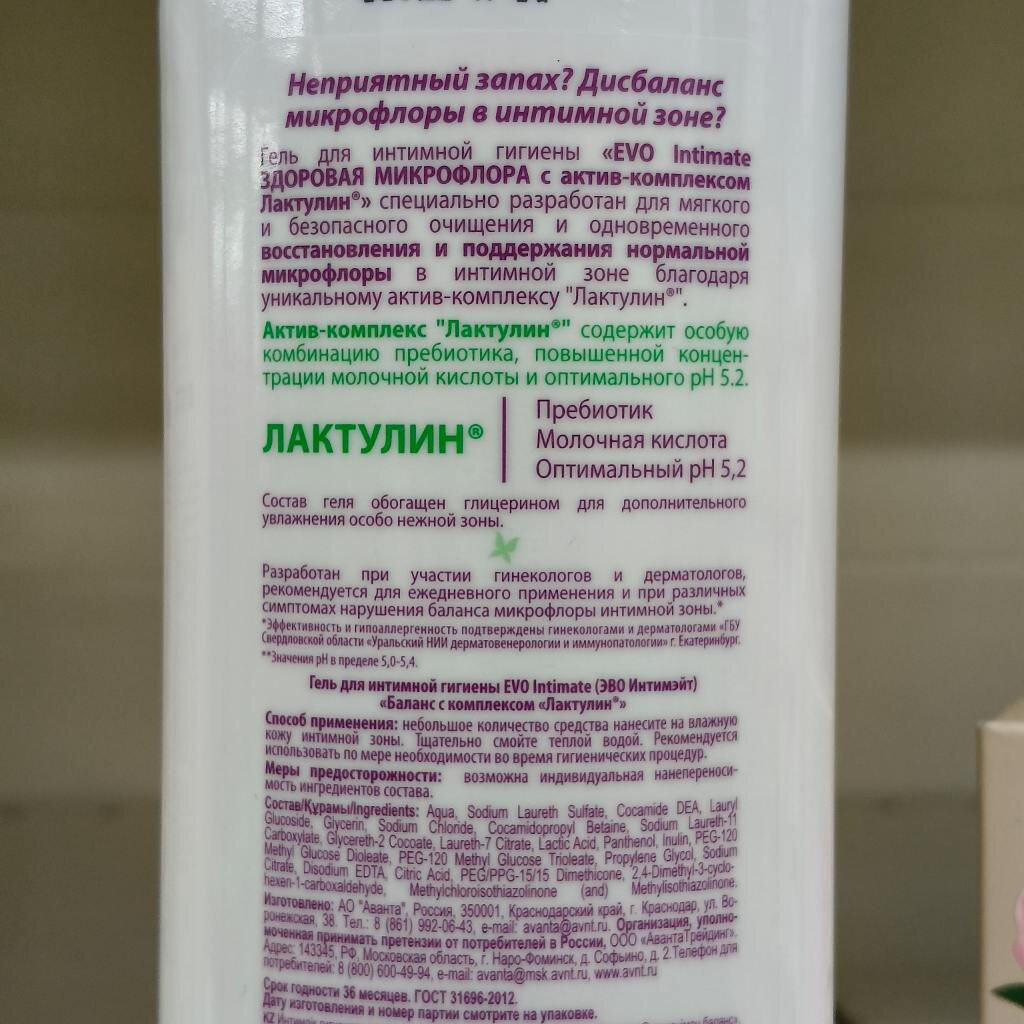 Неприятный запах? Дисбаланс
микрофлоры в интимной зоне?
Гель для интимной гигиены «EVO Intimate
ЗДОРОВАЯ МИКРОФЛОРА с актив-комплексом
Лактулин®» специально разработан для мягкого
и безопасного очищения и одновременного
восстановления и поддержания нормальной
микрофлоры в интимной зоне благодаря
уникальному актив-комплексу "Лактулин®".
Актив-комплекс "Лактулин®" содержит особую
комбинацию пребиотика, повышенной концен-
трации молочной кислоты и оптимального pH 5.2.
ЛАКТУЛИН®
Пребиотик
Молочная кислота
Оптимальный pH 5,2
Состав геля обогащен глицерином для дополнительного
увлажнения особо нежной зоны.
Разработан при участии гинекологов и дерматологов,
рекомендуется для ежедневного применения и при различных
симптомах нарушения баланса микрофлоры интимной зоны.*
*Эффективность и гипоаллергенность подтверждены гинекологами и дерматологами «ГБУ
Свердловской области «Уральский НИИ дерматовенерологии и иммунопатологии» г. Екатеринбург.
**Значения pH в пределе 5,0-5,4.
Гель для интимной гигиены EVO Intimate (ЭВО Интимэйт)
«Баланс с комплексом «Лактулин®»
Способ применения: небольшое количество средства нанесите на влажную
кожу интимной зоны. Тщательно смойте теплой водой. Рекомендуется
использовать по мере необходимости во время гигиенических процедур.
Меры предосторожности: возможна индивидуальная нанепереноси-
мость ингредиентов состава.
Состав/Құрамы/Ingredients: Aqua, Sodium Laureth Sulfate, Cocamide DEA, Lauryl
Glucoside, Glycerin, Sodium Chloride, Cocamidopropyl Betaine, Sodium Laureth-11
Carboxylate, Glycereth-2 Cocoate, Laureth-7 Citrate, Lactic Acid, Panthenol, Inulin, PEG-120
Methyl Glucose Dioleate, PEG-120 Methyl Glucose Trioleate, Propylene Glycol, Sodium
Citrate, Disodium EDTA, Citric Acid, PEG/PPG-15/15 Dimethicone, 2,4-Dimethyl-3-cyclo-
hexen-1-carboxaldehyde, Methylchloroisothiazolinone (and) Methylisothiazolinone.
Изготовлено: АО "Аванта", Россия, 350001, Краснодарский край, г. Краснодар, ул. Во-
ронежская, 38. Тел.: 8 (861) 992-06-43, e-mail: avanta@avnt.ru. Организация, уполно-
моченная принимать претензии от потребителей в России, ООО «АвантаТрейдинг».
Адрес: 143345, РФ, Московская область, г. Наро-Фоминск, д. Софьино, д. 2.Телефон для
потребителей: 8 (800) 600-49-94, e-mail: avanta@msk.avnt.ru, www.avnt.ru
Срок годности 36 месяцев. ГОСТ 31696-2012.
Дату изготовления и номер партии смотрите на упаковке.